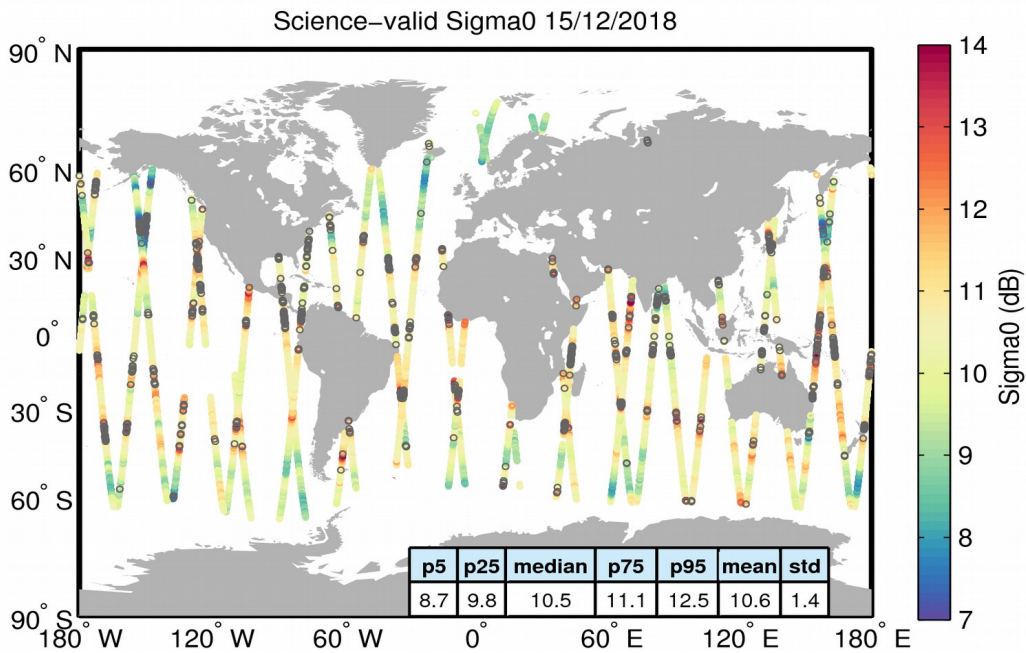 Science−valid Sigma0 15/12/2018
90° N
60° N
30° N
0°
30° S
60° S
90° S
180° W
120° W
60° W
0°
60° E
120° E
180° E
p5 p25 median p75 p95 mean std
8.7 9.8 10.5 11.1 12.5 10.6 1.4
14
13
12
11
10
9
8
7
Sigma0 (dB)